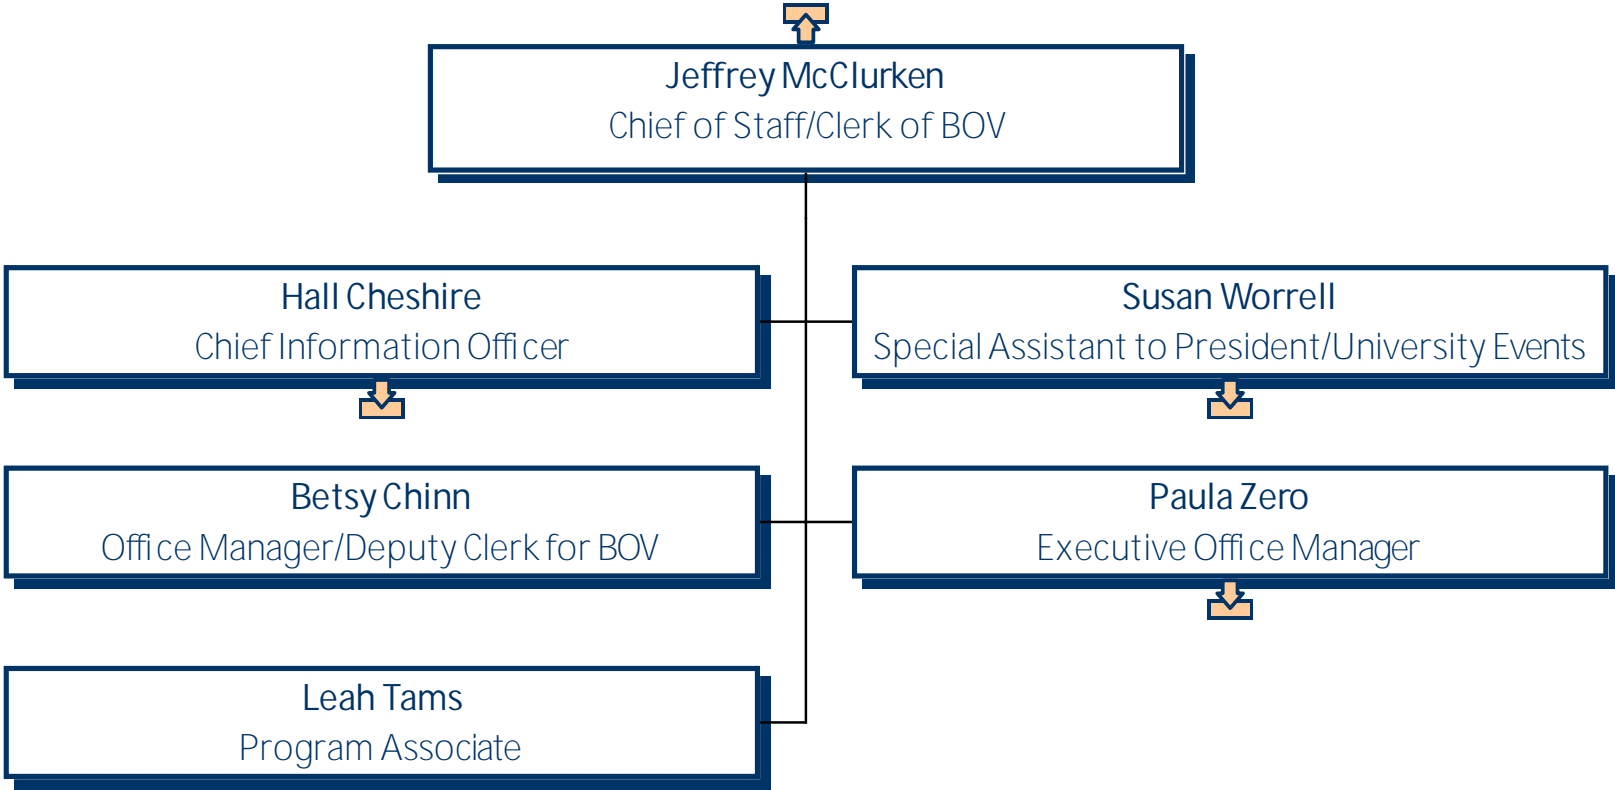 Jeffrey McClurken
Chief of Staff/Clerk of BOV
Hall Cheshire
Chief Information Officer
Susan Worrell
Special Assistant to President/University Events
Betsy Chinn
Office Manager/Deputy Clerk for BOV
Paula Zero
Executive Office Manager
Leah Tams
Program Associate